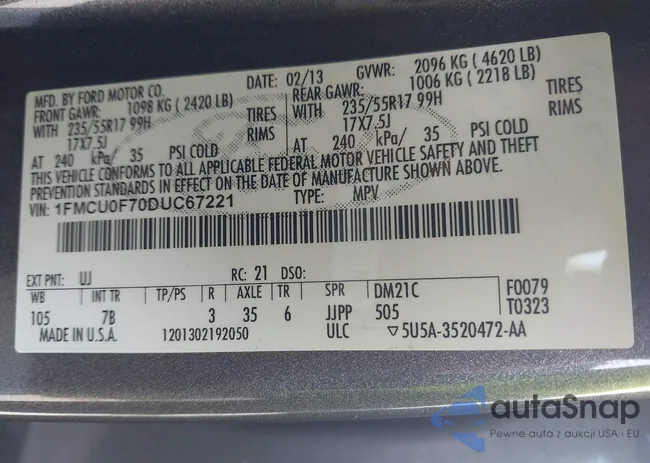 MFD. BY FORD MOTOR CO.
DATE: 02/13
GVWR: 2096 KG ( 4620 LB)
FRONT GAWR: 1098 KG ( 2420 LB)
REAR GAWR: 1006 KG ( 2218 LB)
WITH 235/55R17 99H TIRES
WITH 235/55R17 99H TIRES
17X7.5J RIMS
17X7.5J RIMS
AT 240 kPa/ 35 PSI COLD
AT 240 kPa/ 35 PSI COLD
THIS VEHICLE CONFORMS TO ALL APPLICABLE FEDERAL MOTOR VEHICLE SAFETY AND THEFT
PREVENTION STANDARDS IN EFFECT ON THE DATE OF MANUFACTURE SHOWN ABOVE.
VIN: 1FMCU0F70DUC67221
TYPE: MPV
EXT PNT: UJ RC: 21 DSO:
WB INT TR TP/PS R AXLE TR SPR DM21C F0079
105 7B 3 35 6 JJPP 505 T0323
MADE IN U.S.A. 1201302192050 ULC ▽5U5A-3520472-AA
autaSnap
Pewne auta z aukcji USA i EU